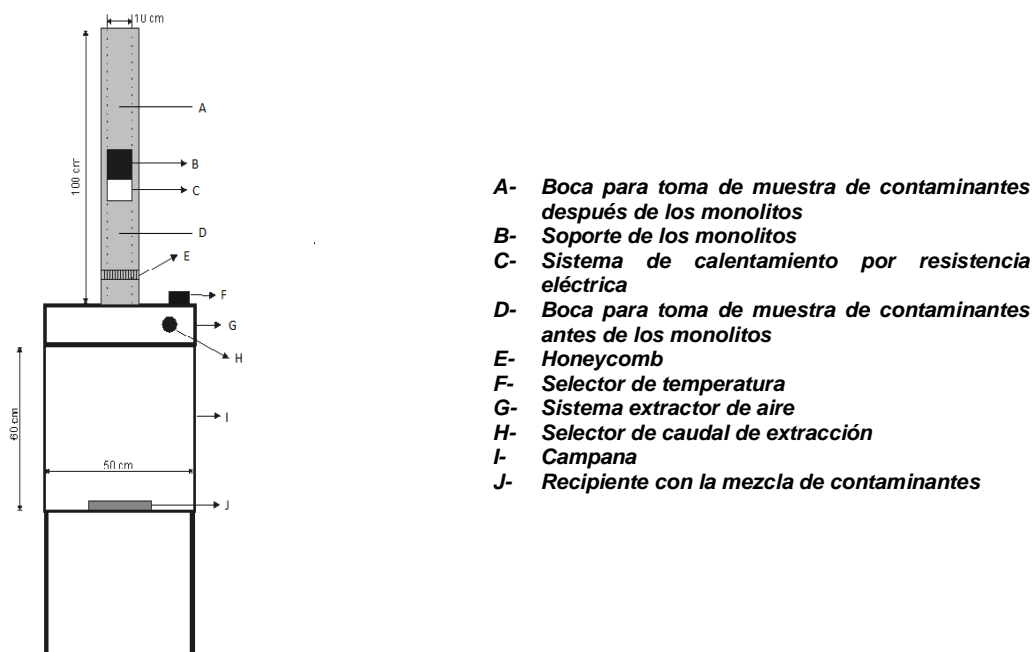 10 cm
A
B
100 cm
C
D
E
F
G
H
60 cm
I
50 cm
J
A- Boca para toma de muestra de contaminantes
después de los monolitos
B- Soporte de los monolitos
C- Sistema de calentamiento por resistencia
eléctrica
D- Boca para toma de muestra de contaminantes
antes de los monolitos
E- Honeycomb
F- Selector de temperatura
G- Sistema extractor de aire
H- Selector de caudal de extracción
I- Campana
J- Recipiente con la mezcla de contaminantes